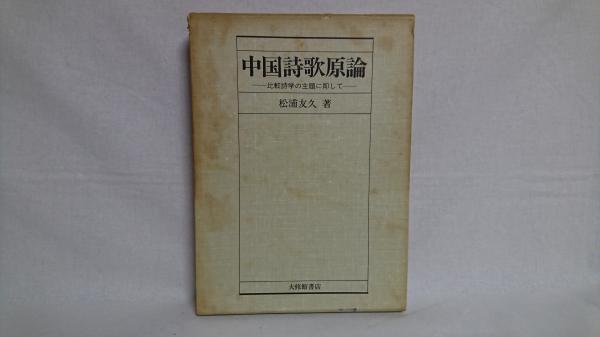 中国詩歌原論
——比較詩学の主題に即して——
松浦友久 著
大修館書店